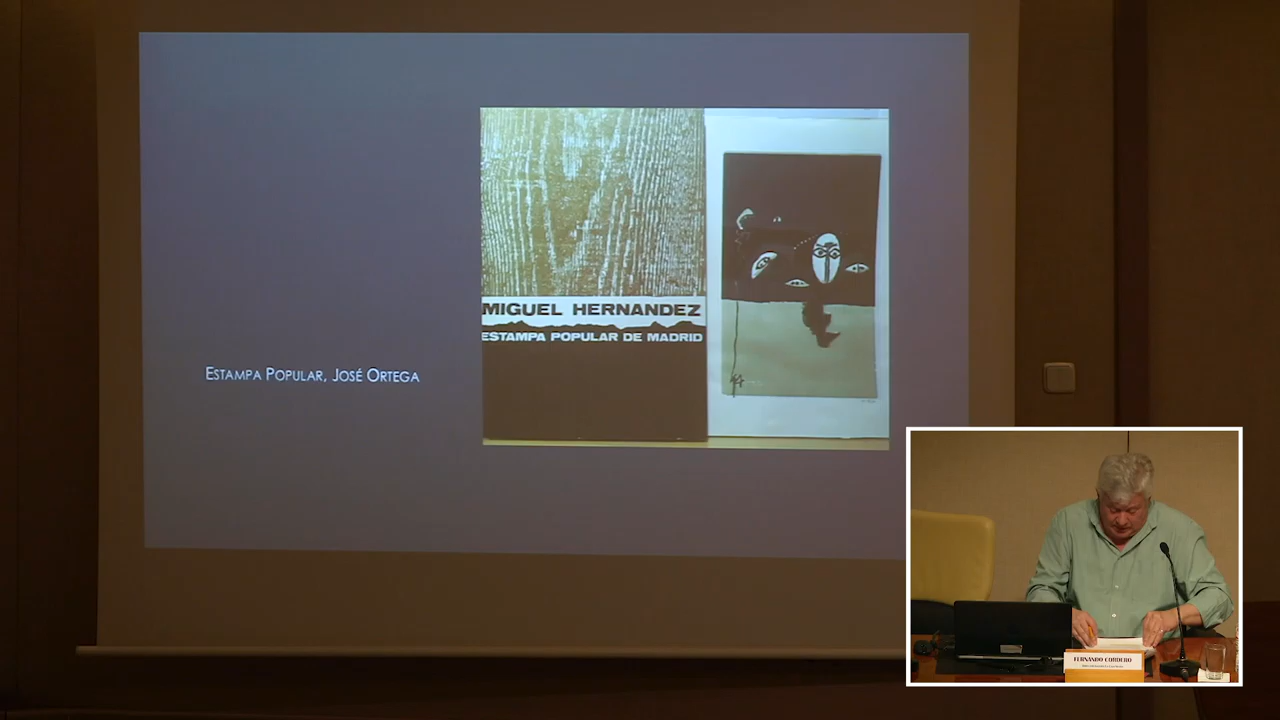 MIGUEL HERNANDEZ
ESTAMPA POPULAR DE MADRID
ESTAMPA POPULAR, JOSÉ ORTEGA
FERNANDO CORDERO